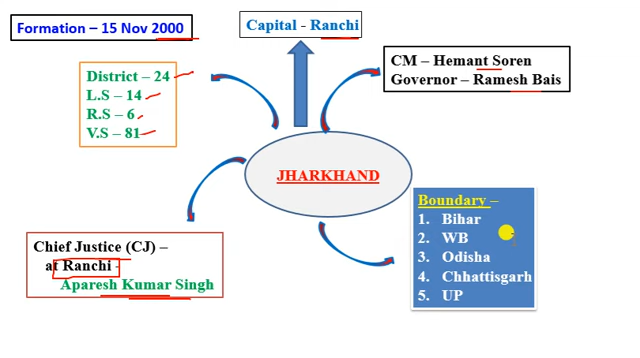 Formation – 15 Nov 2000
Capital - Ranchi
CM – Hemant Soren
Governor – Ramesh Bais
District – 24
L.S – 14
R.S – 6
V.S – 81
JHARKHAND
Chief Justice (CJ) –
at Ranchi -
Aparesh Kumar Singh
Boundary –
1. Bihar
2. WB
3. Odisha
4. Chhattisgarh
5. UP